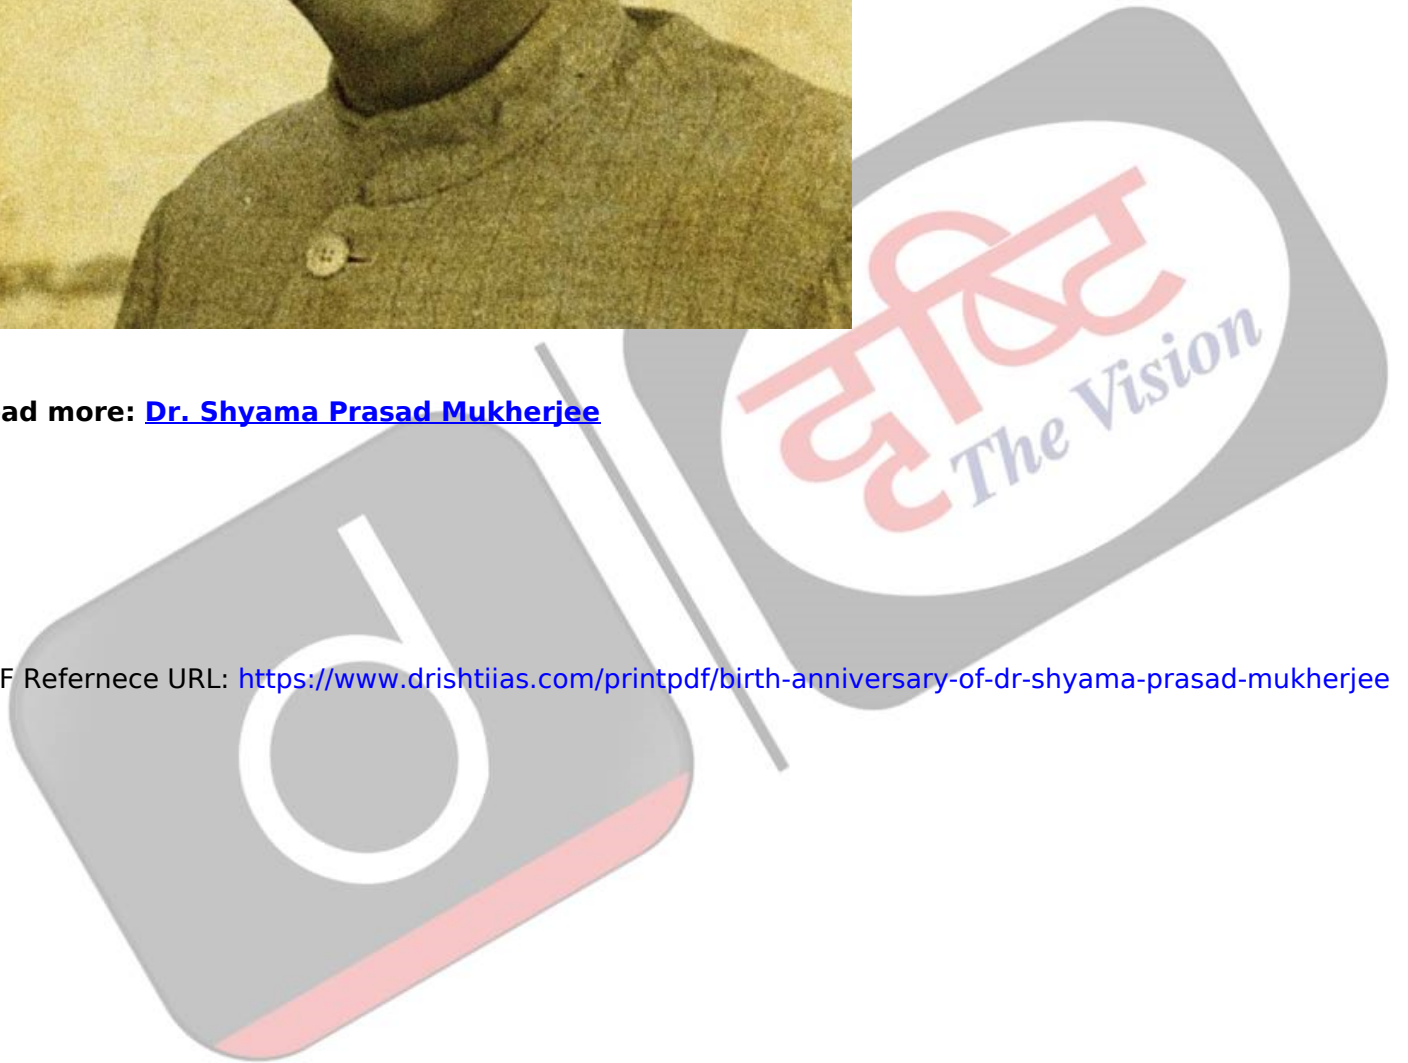 दृष्टि
The Vision
ad more: Dr. Shyama Prasad Mukherjee
d
F Refernece URL: https://www.drishtiias.com/printpdf/birth-anniversary-of-dr-shyama-prasad-mukherjee